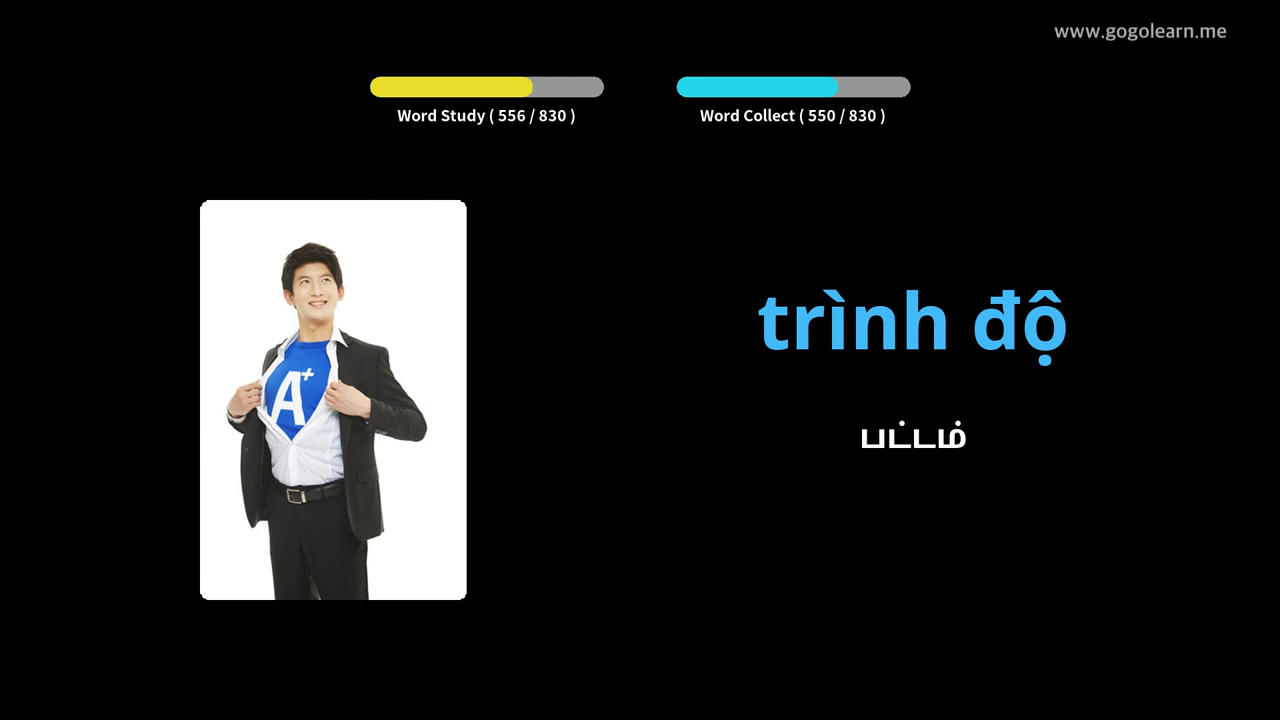 www.gogolearn.me
Word Study ( 556 / 830 )
Word Collect ( 550 / 830 )
A+
trình độ
பட்டம்